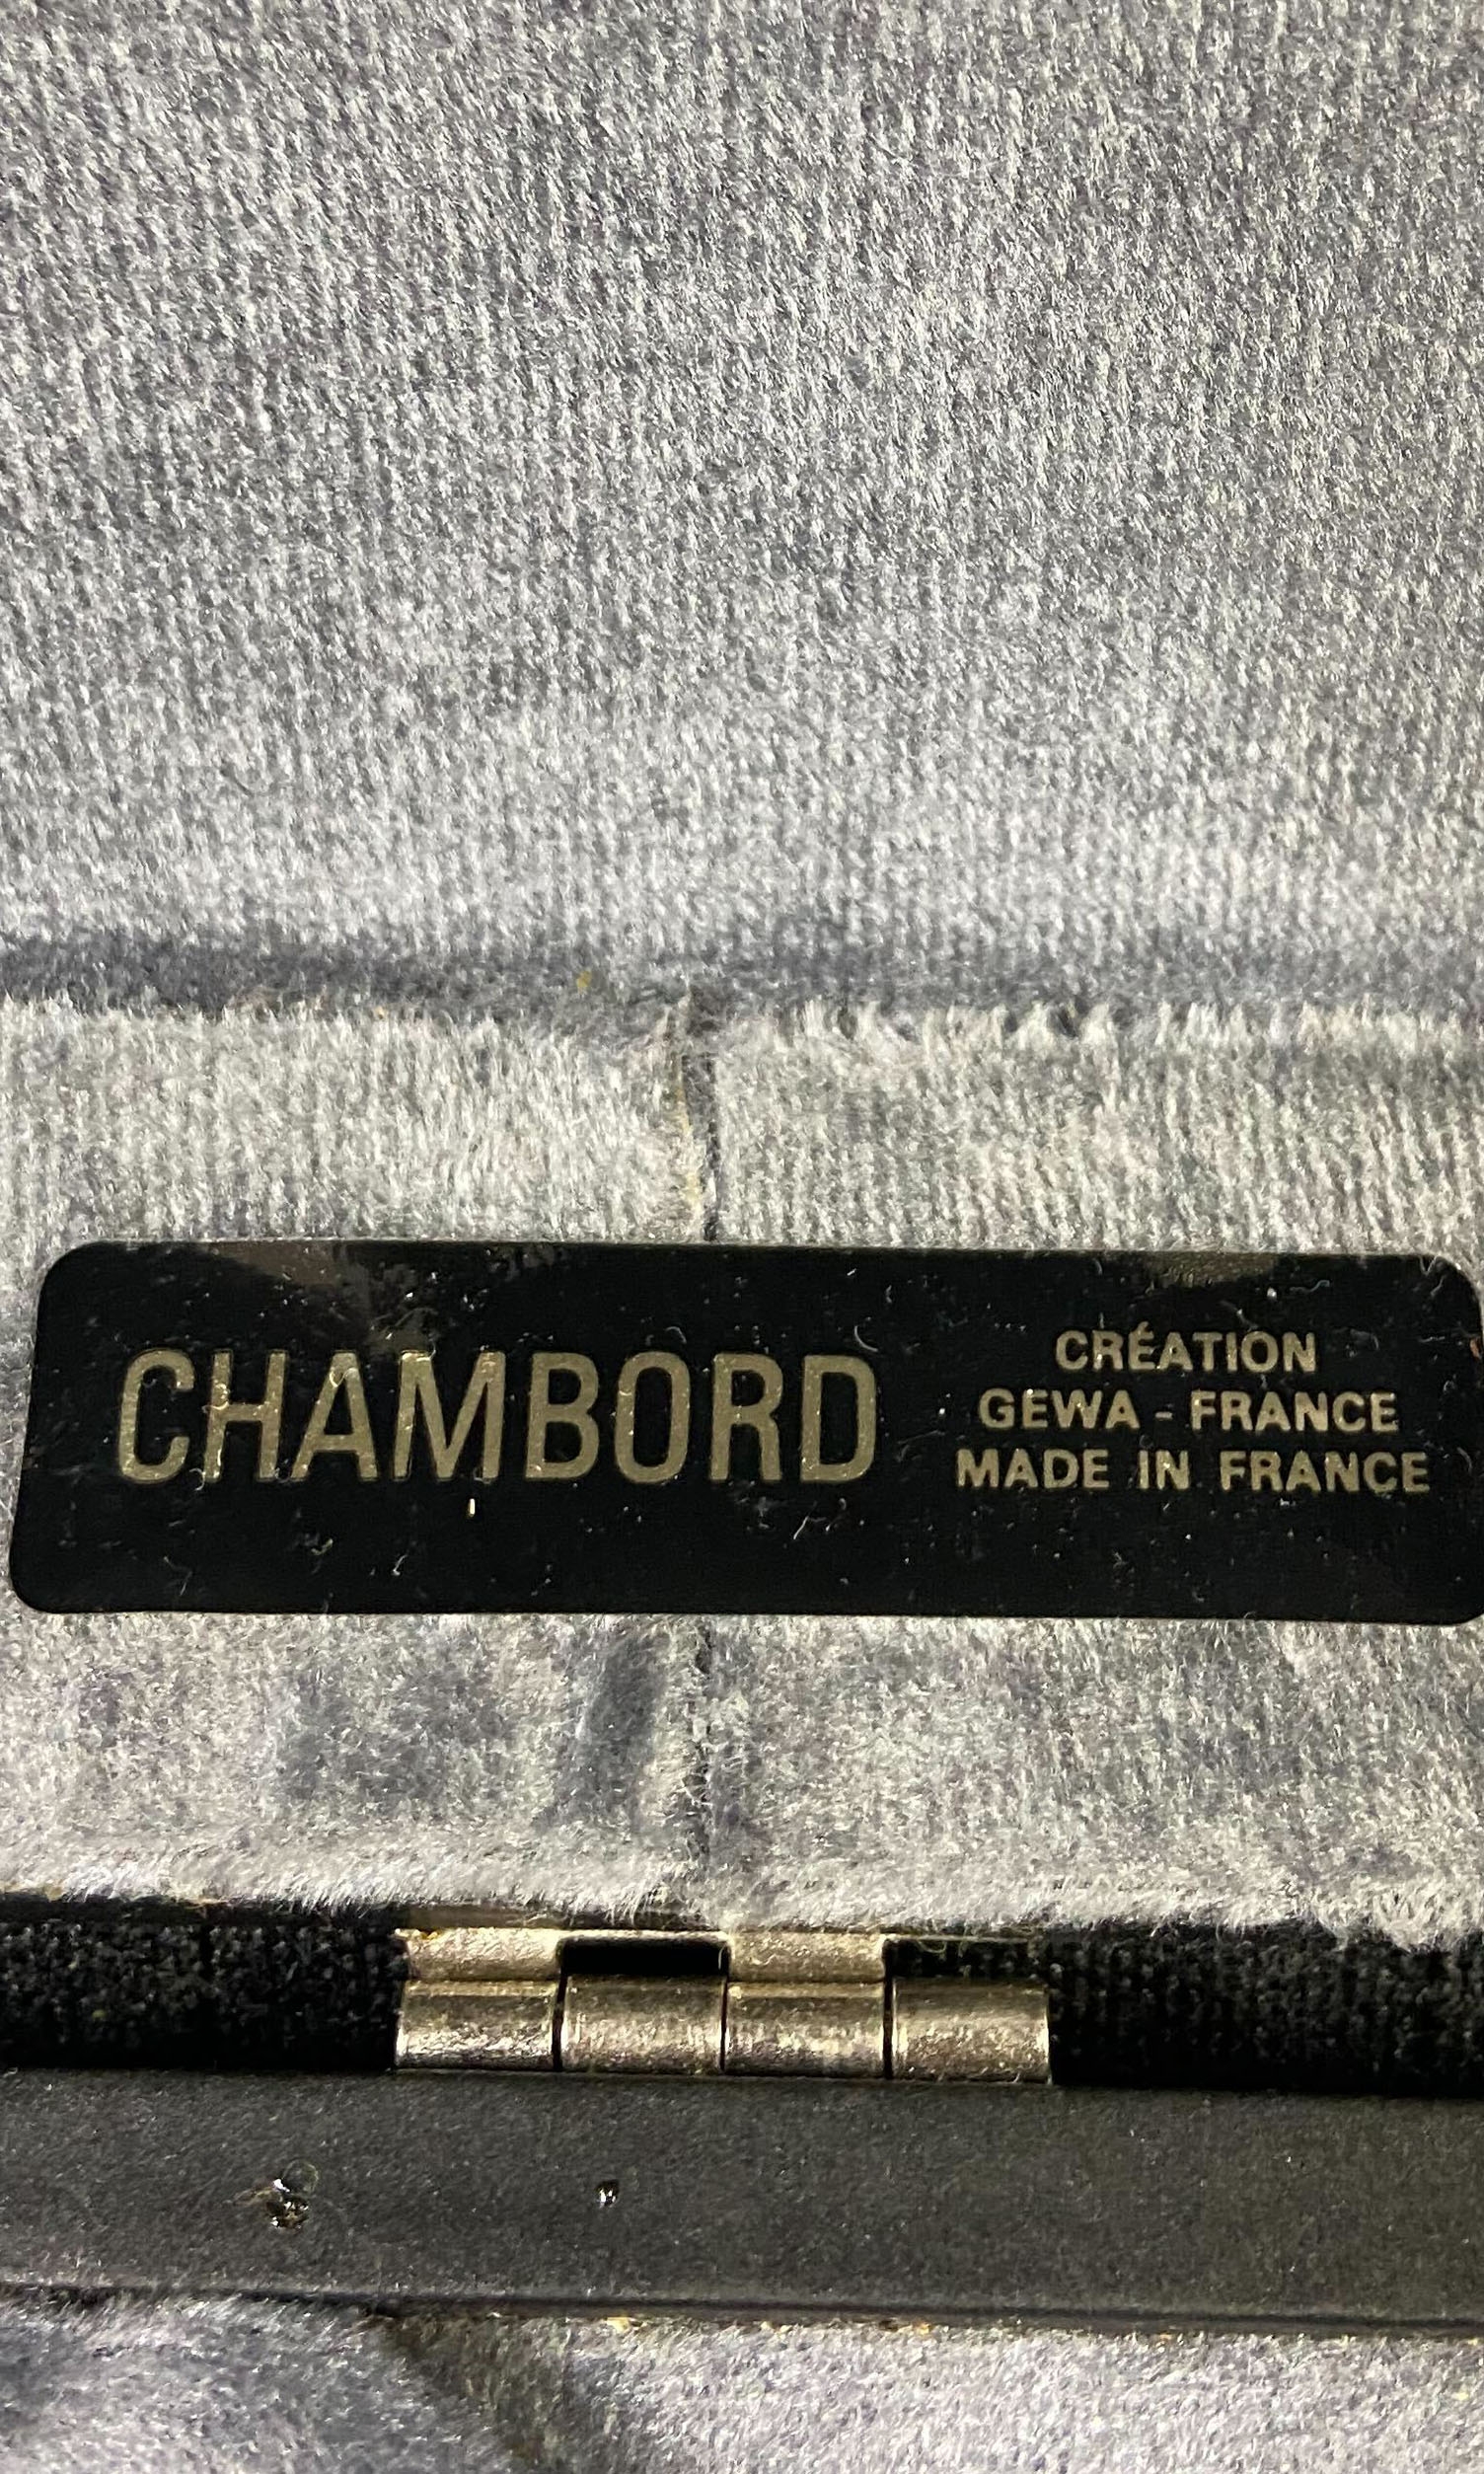 CHAMBORD
CRÉATION
GEWA - FRANCE
MADE IN FRANCE